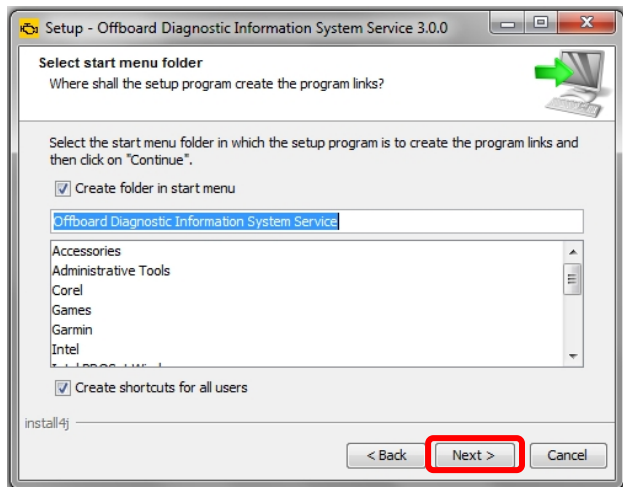 Setup - Offboard Diagnostic Information System Service 3.0.0
Select start menu folder
Where shall the setup program create the program links?
Select the start menu folder in which the setup program is to create the program links and
then click on "Continue".
Create folder in start menu
Offboard Diagnostic Information System Service
Accessories
Administrative Tools
Corel
Games
Garmin
Intel
Create shortcuts for all users
install4j
< Back
Next >
Cancel